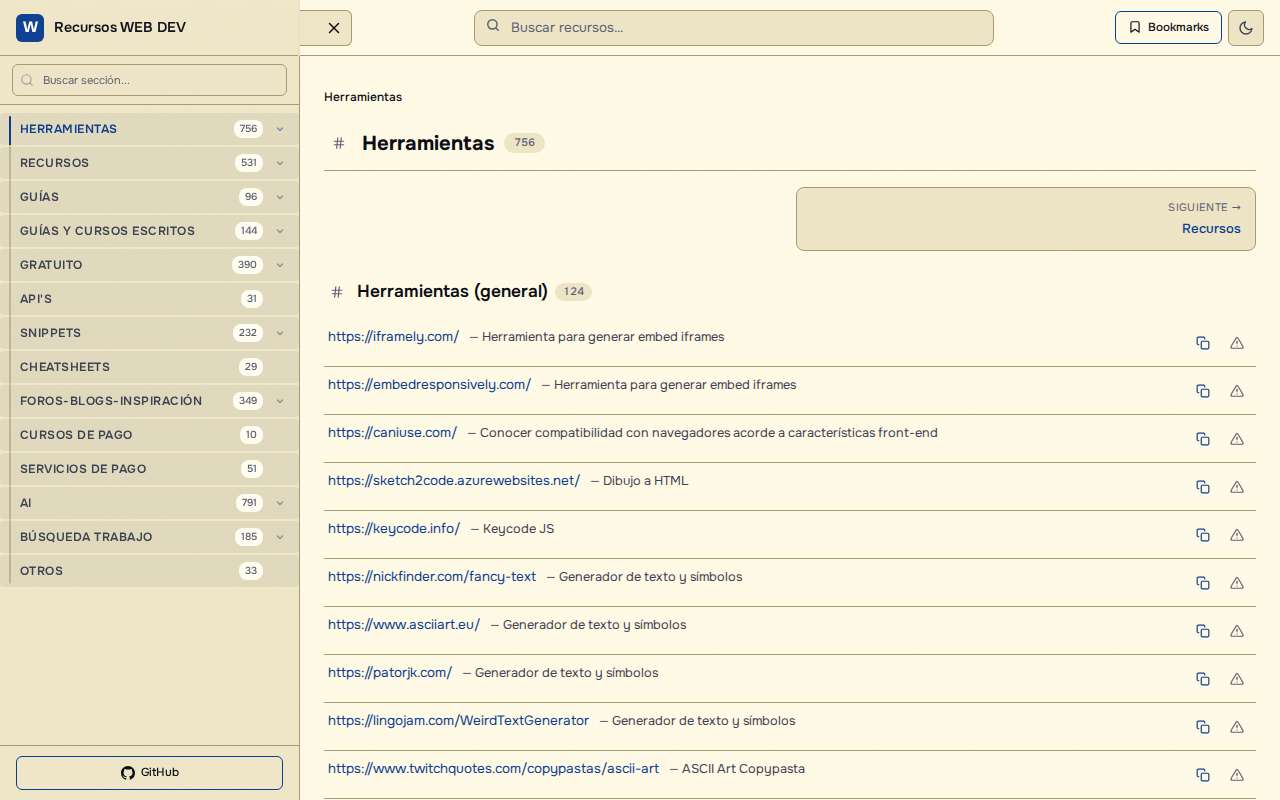 W Recursos WEB DEV
Buscar recursos...
Bookmarks
Buscar sección...
HERRAMIENTAS 756
RECURSOS 531
GUÍAS 96
GUÍAS Y CURSOS ESCRITOS 144
GRATUITO 390
API'S 31
SNIPPETS 232
CHEATSHEETS 29
FOROS-BLOGS-INSPIRACIÓN 349
CURSOS DE PAGO 10
SERVICIOS DE PAGO 51
AI 791
BÚSQUEDA TRABAJO 185
OTROS 33
GitHub
Herramientas
# Herramientas 756
SIGUIENTE →
Recursos
# Herramientas (general) 124
https://iframely.com/ — Herramienta para generar embed iframes
https://embedresponsively.com/ — Herramienta para generar embed iframes
https://caniuse.com/ — Conocer compatibilidad con navegadores acorde a características front-end
https://sketch2code.azurewebsites.net/ — Dibujo a HTML
https://keycode.info/ — Keycode JS
https://nickfinder.com/fancy-text — Generador de texto y símbolos
https://www.asciiart.eu/ — Generador de texto y símbolos
https://patorjk.com/ — Generador de texto y símbolos
https://lingojam.com/WeirdTextGenerator — Generador de texto y símbolos
https://www.twitchquotes.com/copypastas/ascii-art — ASCII Art Copypasta